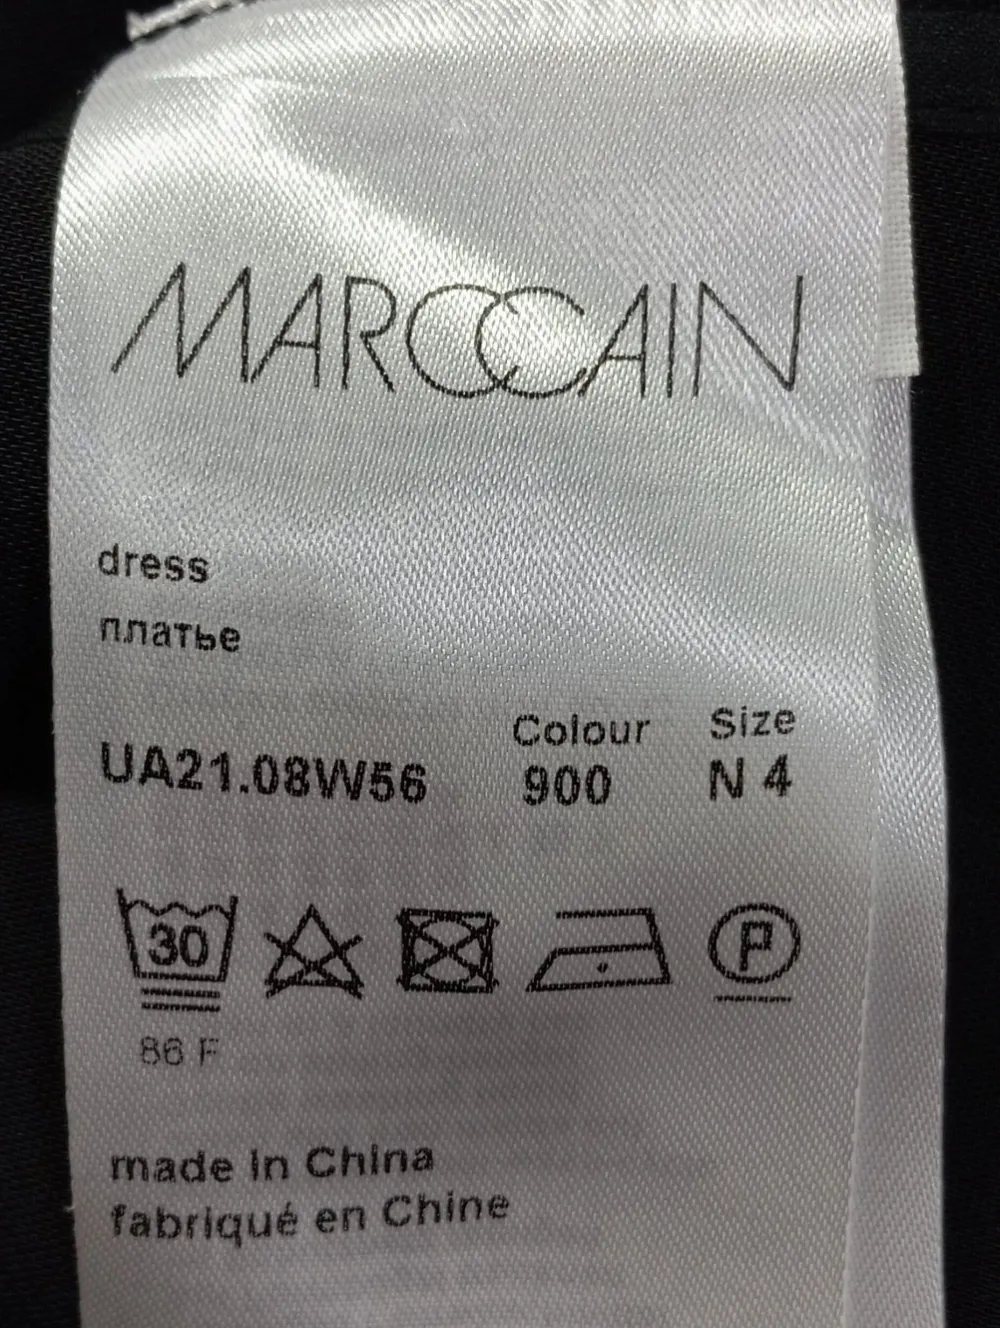 MARCCAIN
dress
платье
Colour Size
UA21.08W56 900 N 4
30 P
86 F
made in China
fabriqué en Chine